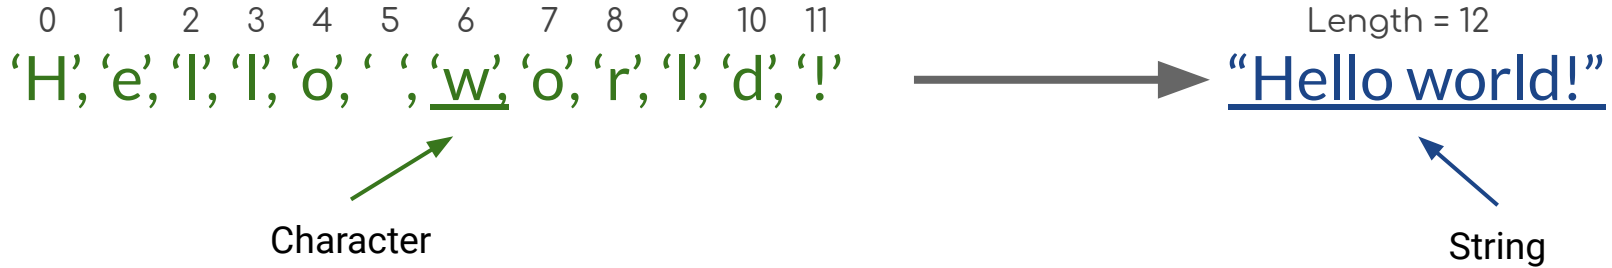 0 1 2 3 4 5 6 7 8 9 10 11 Length = 12
‘H’, ‘e’, ‘l’, ‘l’, ‘o’, ‘ ‘, ‘w’, ‘o’, ‘r’, ‘l’, ‘d’, ‘!’ “Hello world!”
Character
String